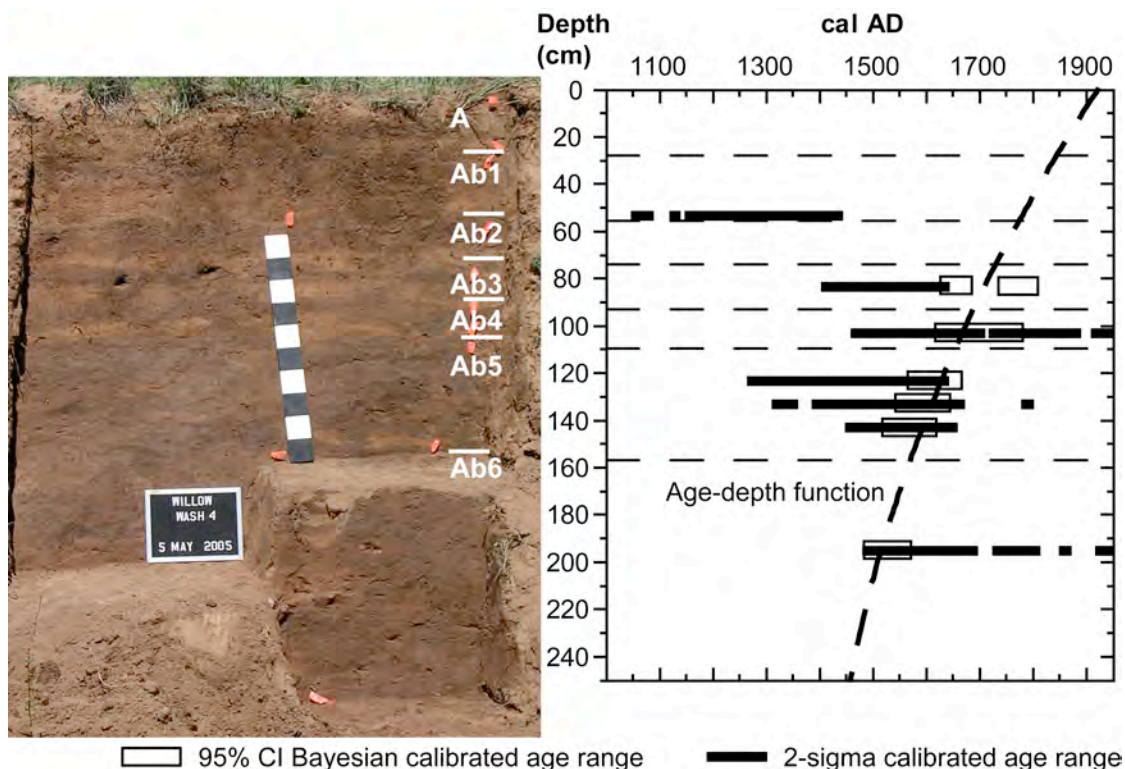 Depth
(cm)
cal AD
1100 1300 1500 1700 1900
0
20
40
60
80
100
120
140
160
180
200
220
240
A
Ab1
Ab2
Ab3
Ab4
Ab5
Ab6
WILLOW
WASH 4
5 MAY 2005
Age-depth function
95% CI Bayesian calibrated age range
2-sigma calibrated age range